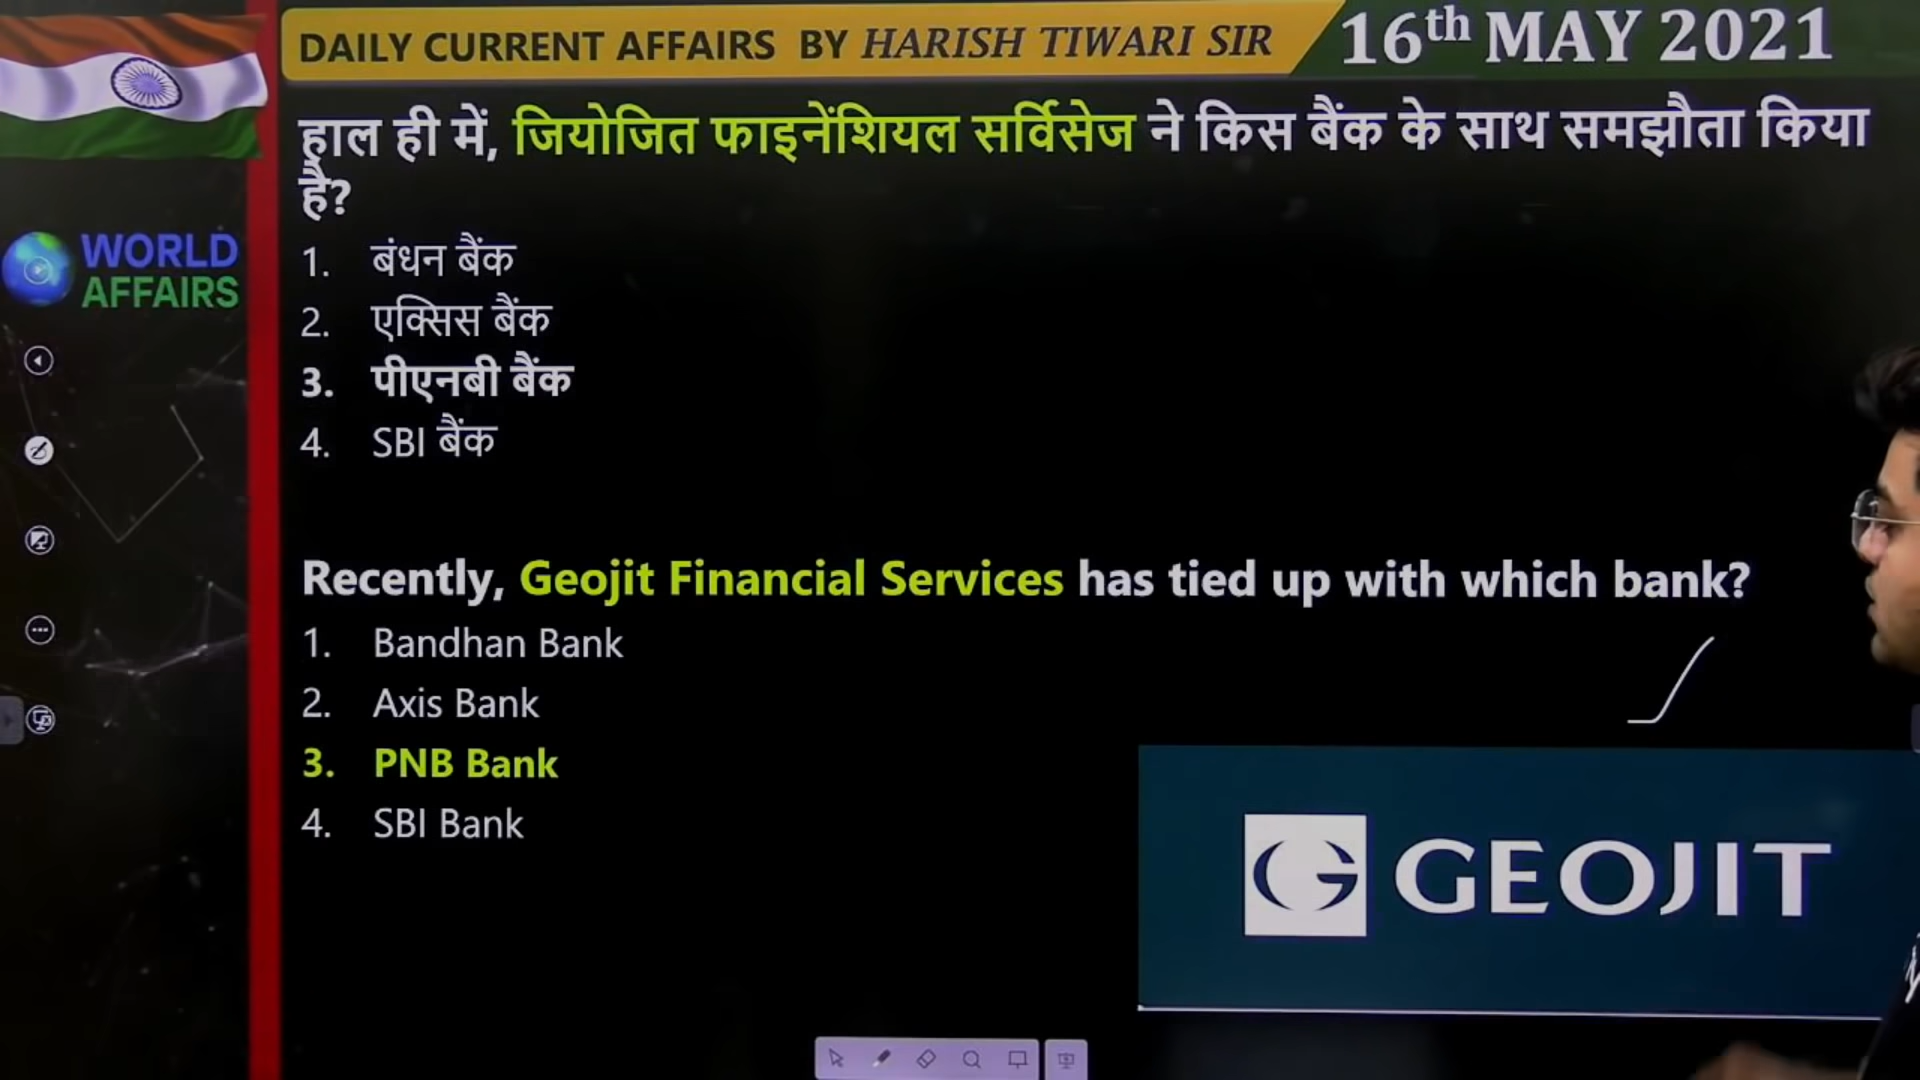 DAILY CURRENT AFFAIRS BY HARISH TIWARI SIR
16th MAY 2021
हाल ही में, जियोजित फाइनेंशियल सर्विसेज ने किस बैंक के साथ समझौता किया
है?
WORLD
AFFAIRS
1. बंधन बैंक
2. एक्सिस बैंक
3. पीएनबी बैंक
4. SBI बैंक
Recently, Geojit Financial Services has tied up with which bank?
1. Bandhan Bank
2. Axis Bank
3. PNB Bank
4. SBI Bank
GEOJIT